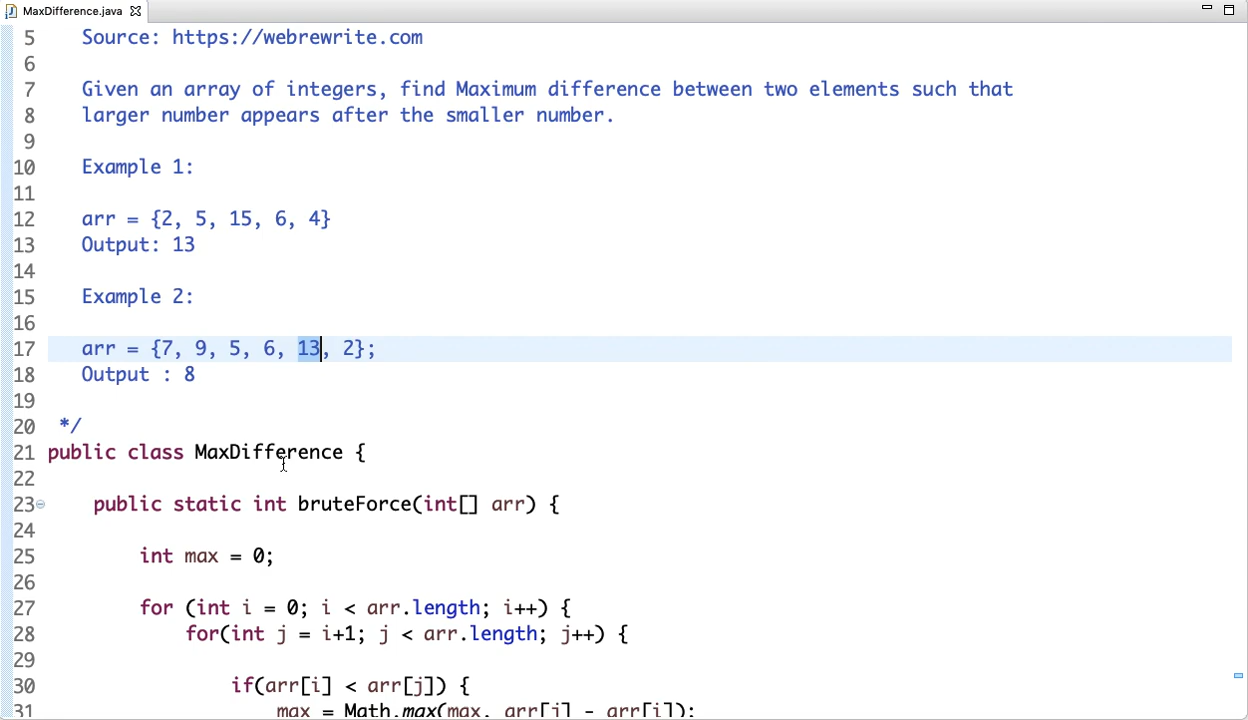 MaxDifference.java
5 Source: https://webrewrite.com
6
7 Given an array of integers, find Maximum difference between two elements such that
8 larger number appears after the smaller number.
9
10 Example 1:
11
12 arr = {2, 5, 15, 6, 4}
13 Output: 13
14
15 Example 2:
16
17 arr = {7, 9, 5, 6, 13, 2};
18 Output : 8
19
20 */
21 public class MaxDifference {
22
23 public static int bruteForce(int[] arr) {
24
25 int max = 0;
26
27 for (int i = 0; i < arr.length; i++) {
28 for(int j = i+1; j < arr.length; j++) {
29
30 if(arr[i] < arr[j]) {
31 max = Math.max(max, arr[j] - arr[i]);